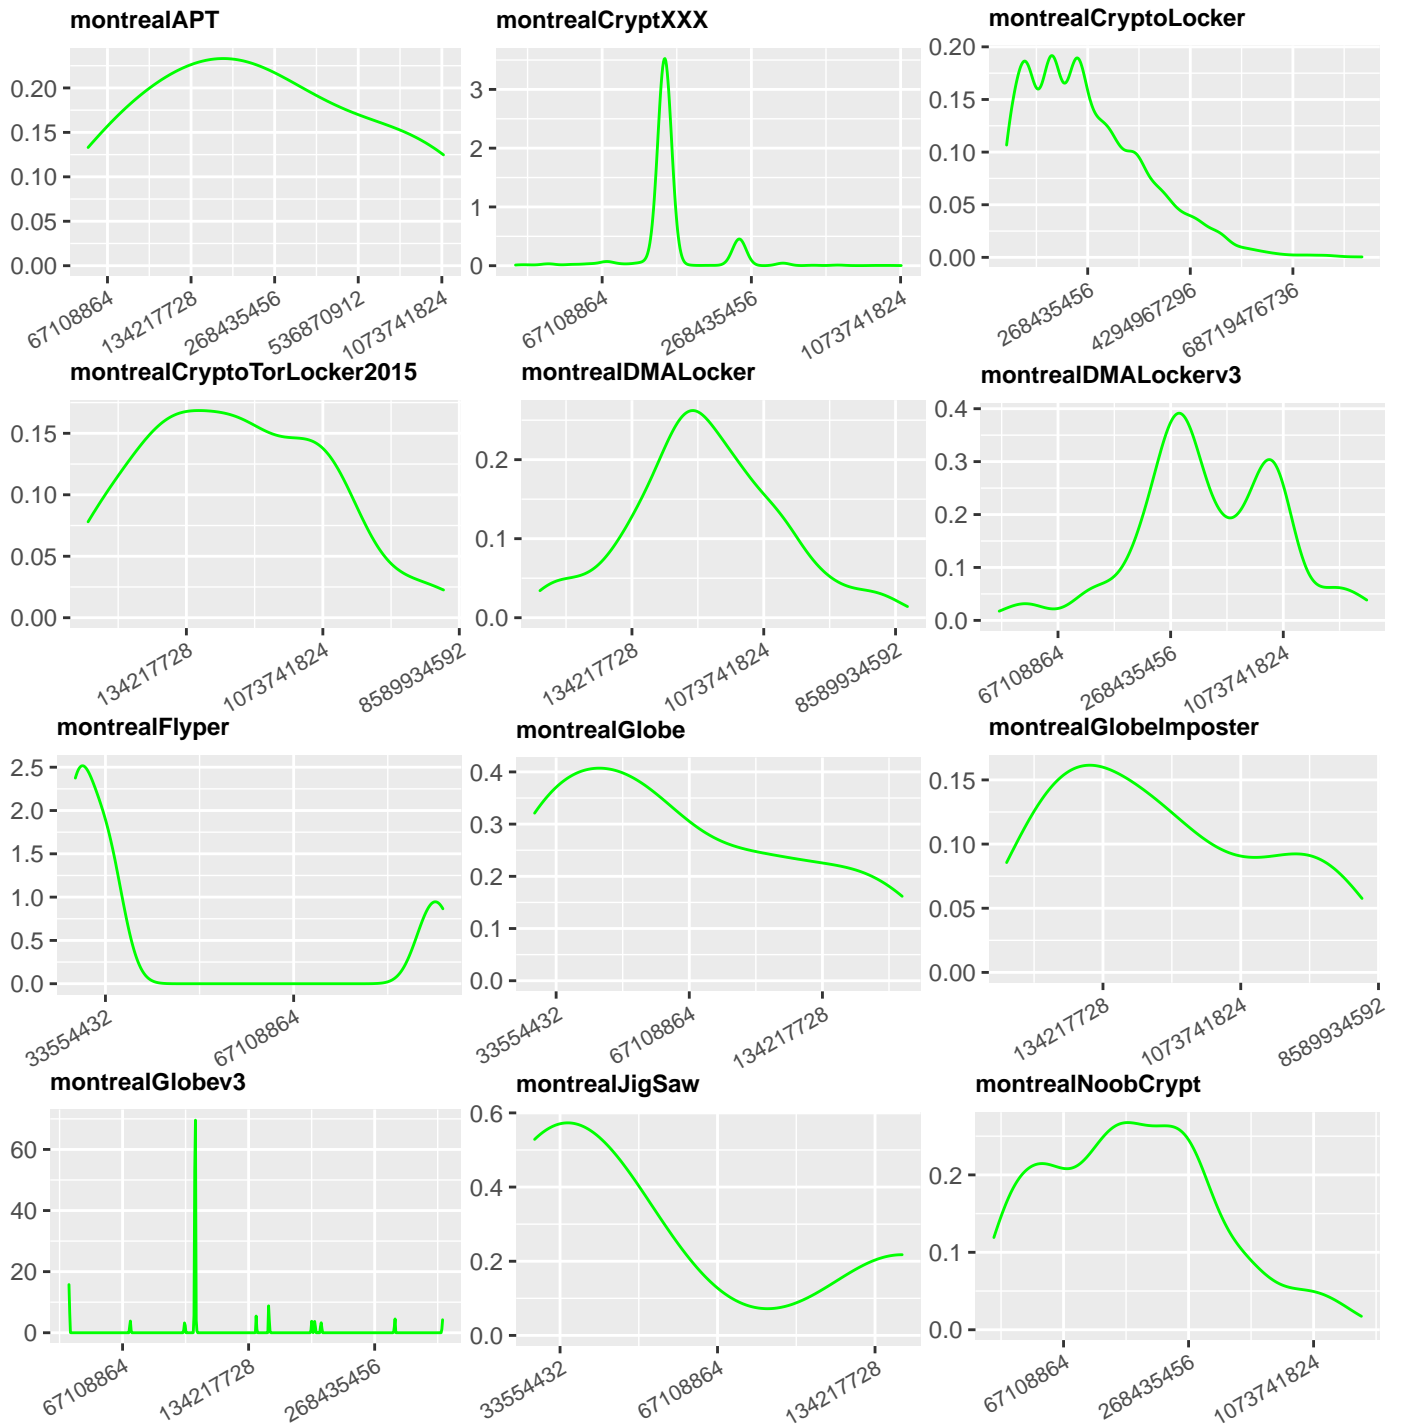 montrealAPT
0.20
0.15
0.10
0.05
0.00
67108864 134217728 268435456 536870912 1073741824
montrealCryptXXX
3
2
1
0
67108864 268435456 1073741824
montrealCryptoLocker
0.20
0.15
0.10
0.05
0.00
268435456 4294967296 68719476736
montrealCryptoTorLocker2015
0.15
0.10
0.05
0.00
134217728 1073741824 8589934592
montrealDMALocker
0.2
0.1
0.0
134217728 1073741824 8589934592
montrealDMALockerv3
0.4
0.3
0.2
0.1
0.0
67108864 268435456 1073741824
montrealFlyper
2.5
2.0
1.5
1.0
0.5
0.0
33554432 67108864
montrealGlobe
0.4
0.3
0.2
0.1
0.0
33554432 67108864 134217728
montrealGlobeImposter
0.15
0.10
0.05
0.00
134217728 1073741824 8589934592
montrealGlobev3
60
40
20
0
67108864 134217728 268435456
montrealJigSaw
0.6
0.4
0.2
0.0
33554432 67108864 134217728
montrealNoobCrypt
0.2
0.1
0.0
67108864 268435456 1073741824